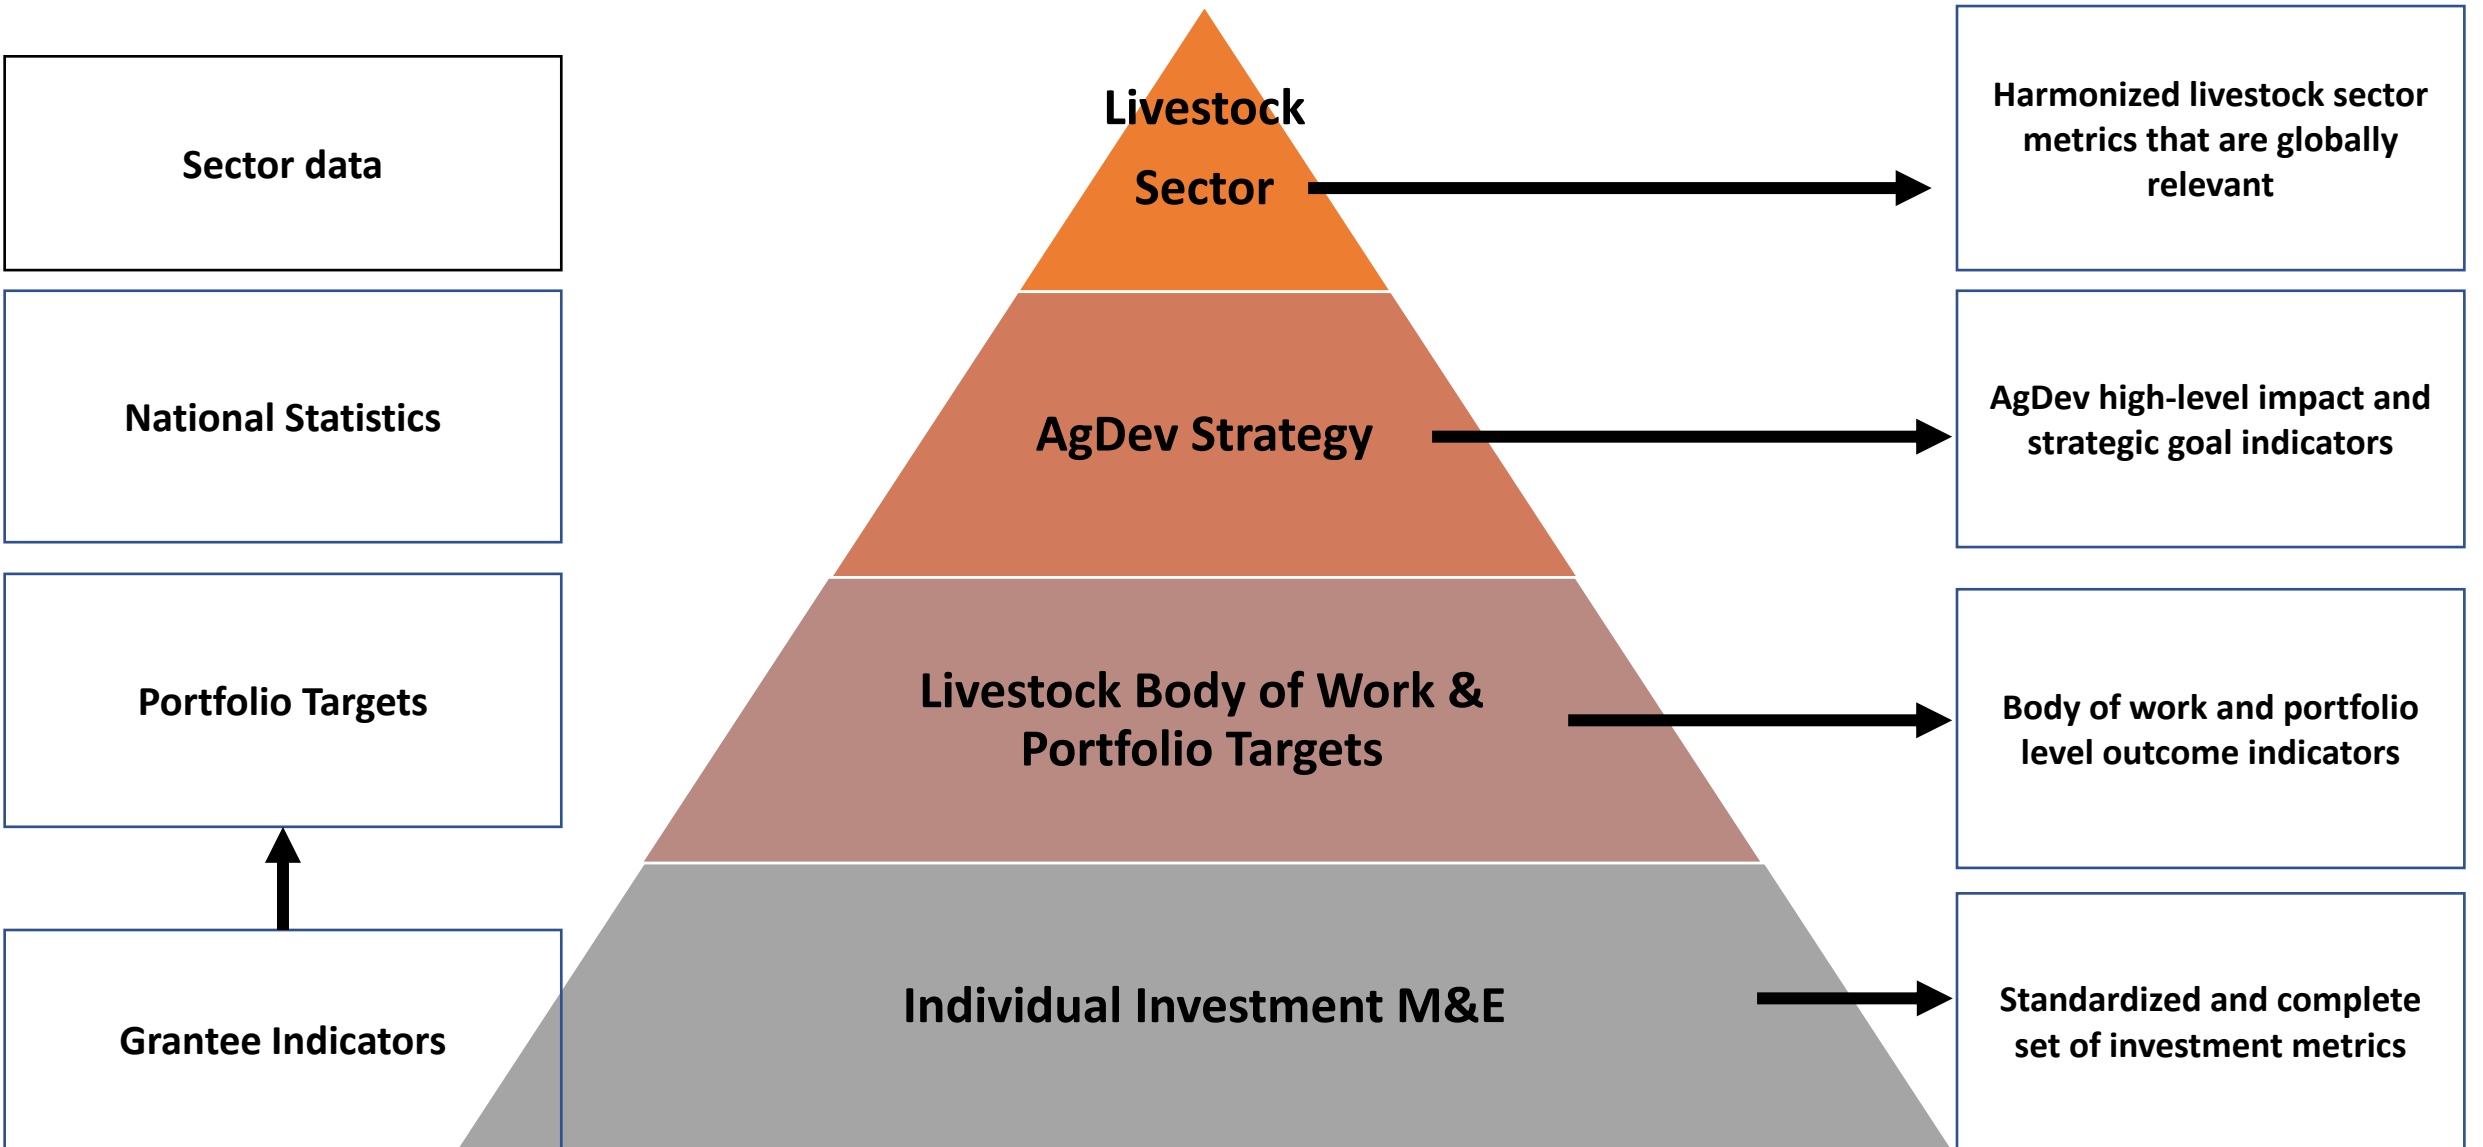 Sector data
National Statistics
Portfolio Targets
Grantee Indicators
Livestock
Sector
AgDev Strategy
Livestock Body of Work &
Portfolio Targets
Individual Investment M&E
Harmonized livestock sector
metrics that are globally
relevant
AgDev high-level impact and
strategic goal indicators
Body of work and portfolio
level outcome indicators
Standardized and complete
set of investment metrics